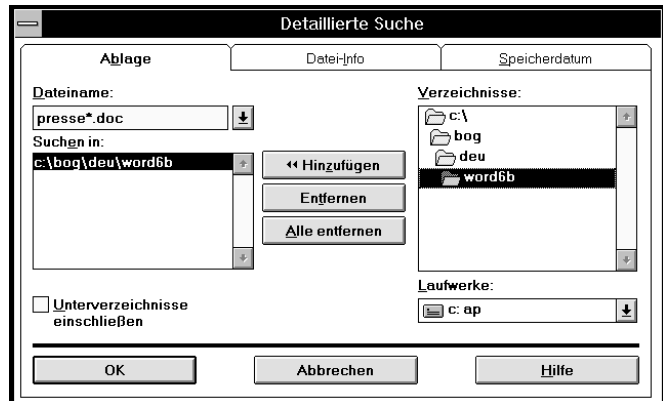 Detaillierte Suche
Ablage
Datei-Info
Speicherdatum
Dateiname:
presse*.doc
Suchen in:
c:\bog\deu\word6b
Hinzufügen
Entfernen
Alle entfernen
Verzeichnisse:
c:\
bog
deu
word6b
Laufwerke:
c: ap
Unterverzeichnisse
einschließen
OK
Abbrechen
Hilfe